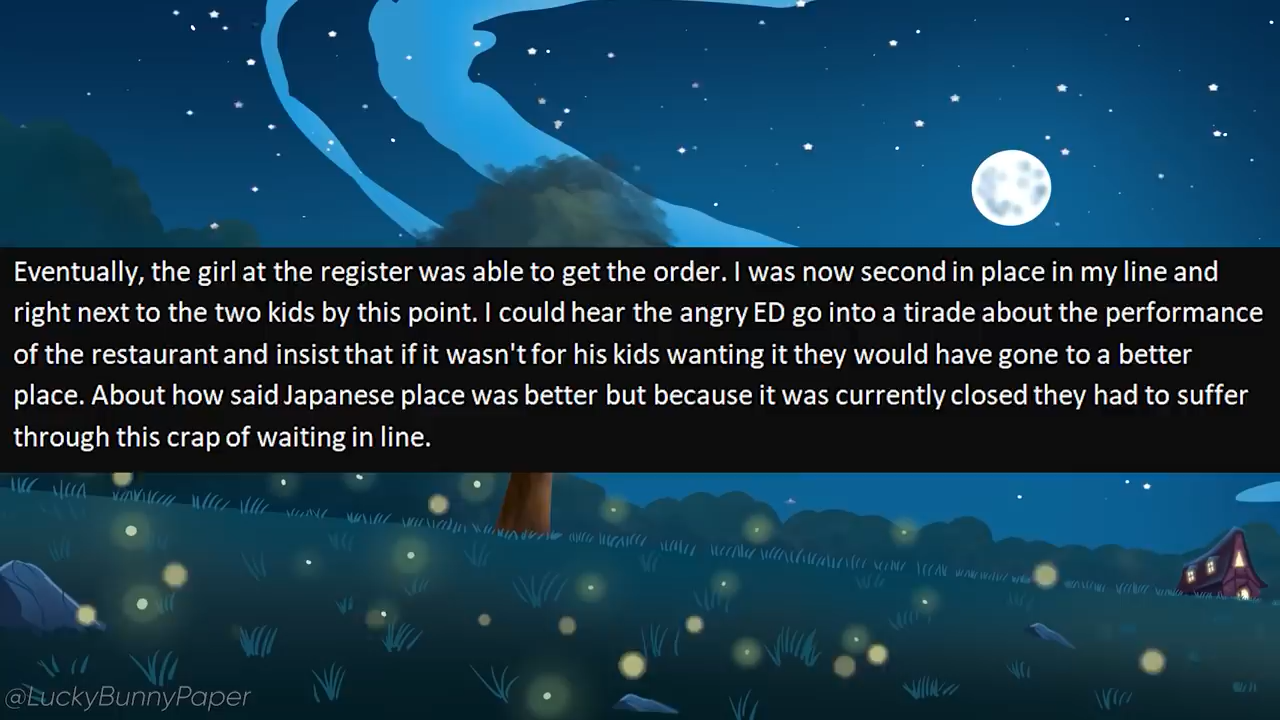 Eventually, the girl at the register was able to get the order. I was now second in place in my line and
right next to the two kids by this point. I could hear the angry ED go into a tirade about the performance
of the restaurant and insist that if it wasn't for his kids wanting it they would have gone to a better
place. About how said Japanese place was better but because it was currently closed they had to suffer
through this crap of waiting in line.
@LuckyBunnyPaper